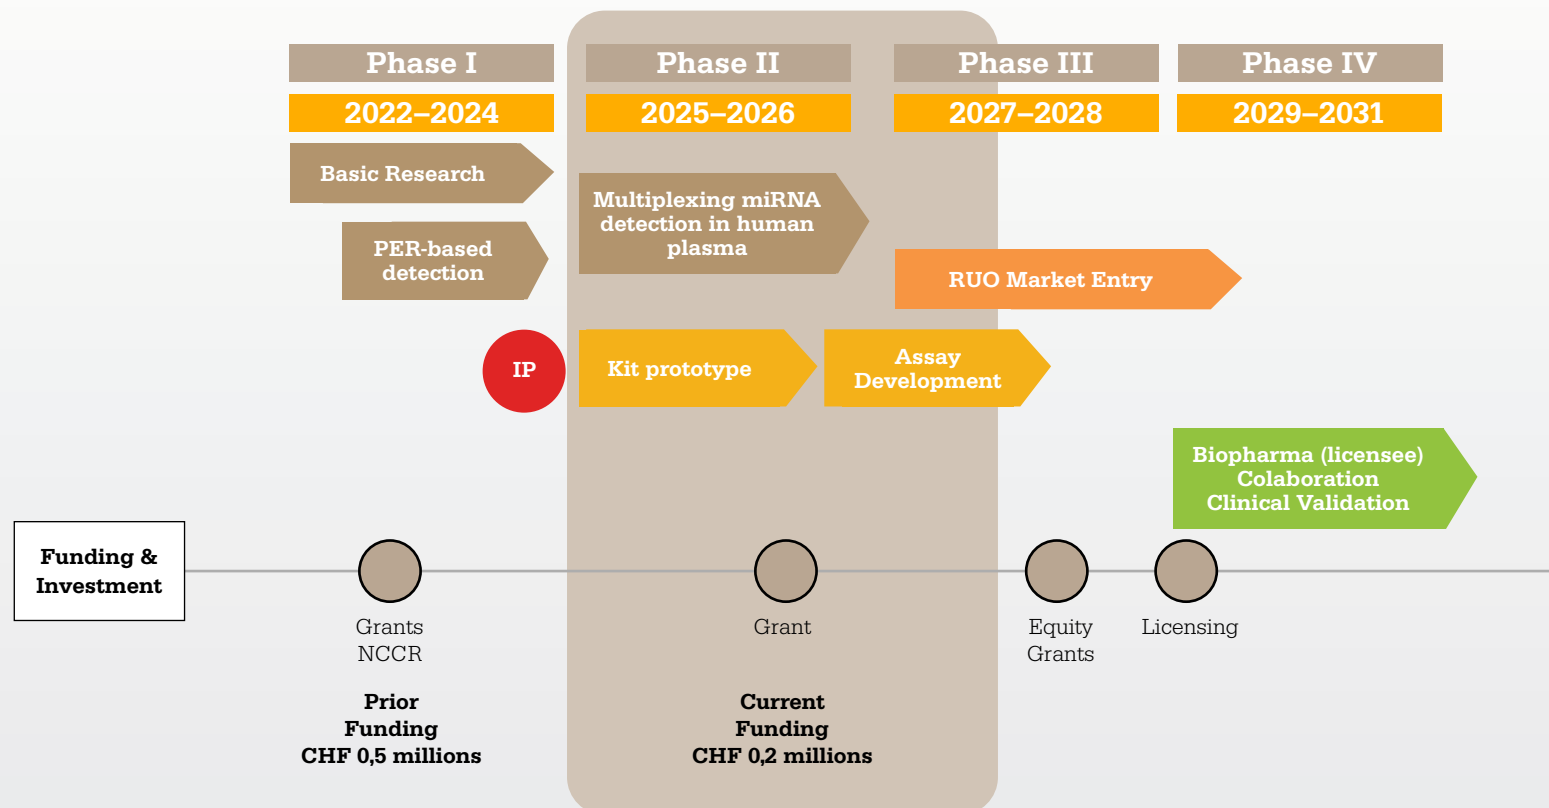 Phase I
Phase II
Phase III
Phase IV
2022–2024
2025–2026
2027–2028
2029–2031
Basic Research
PER-based
detection
Multiplexing miRNA
detection in human
plasma
RUO Market Entry
IP
Kit prototype
Assay
Development
Biopharma (licensee)
Colaboration
Clinical Validation
Funding &
Investment
Grants
NCCR
Grant
Equity
Grants
Licensing
Prior
Funding
CHF 0,5 millions
Current
Funding
CHF 0,2 millions